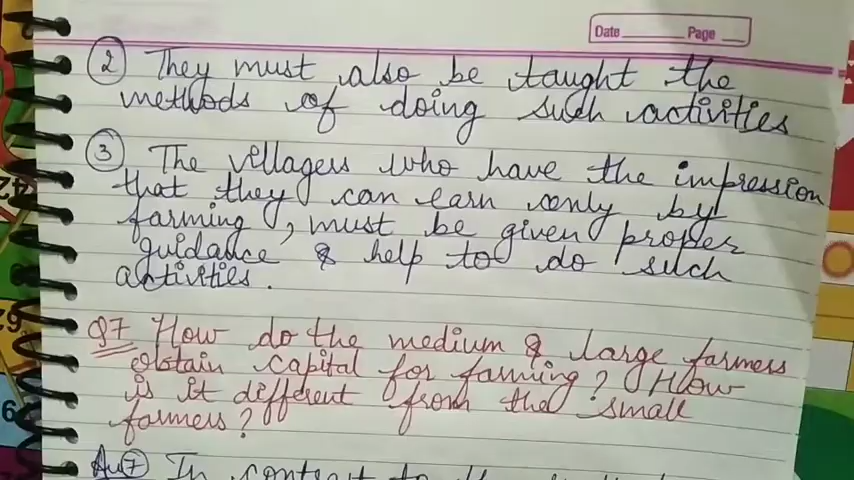 Date Page
② They must also be taught the
methods of doing such activities
③ The villagers who have the impression
that they can earn only by
farming, must be given proper
guidance & help to do such
activities.
Q7 How do the medium & large farmers
obtain capital for farming? How
is it different from the small
farmers?
Ans⑦ In